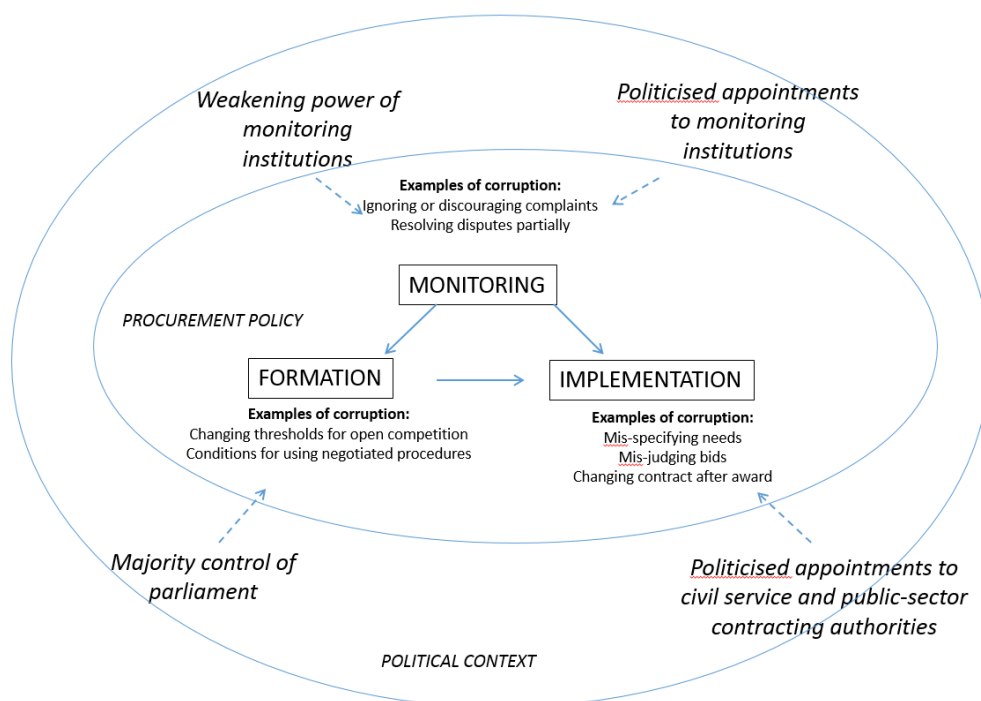 Weakening power of
monitoring
institutions
Politicised appointments
to monitoring
institutions
Examples of corruption:
Ignoring or discouraging complaints
Resolving disputes partially
MONITORING
PROCUREMENT POLICY
FORMATION
IMPLEMENTATION
Examples of corruption:
Changing thresholds for open competition
Conditions for using negotiated procedures
Examples of corruption:
Mis-specifying needs
Mis-judging bids
Changing contract after award
Majority control of
parliament
Politicised appointments to
civil service and public-sector
contracting authorities
POLITICAL CONTEXT